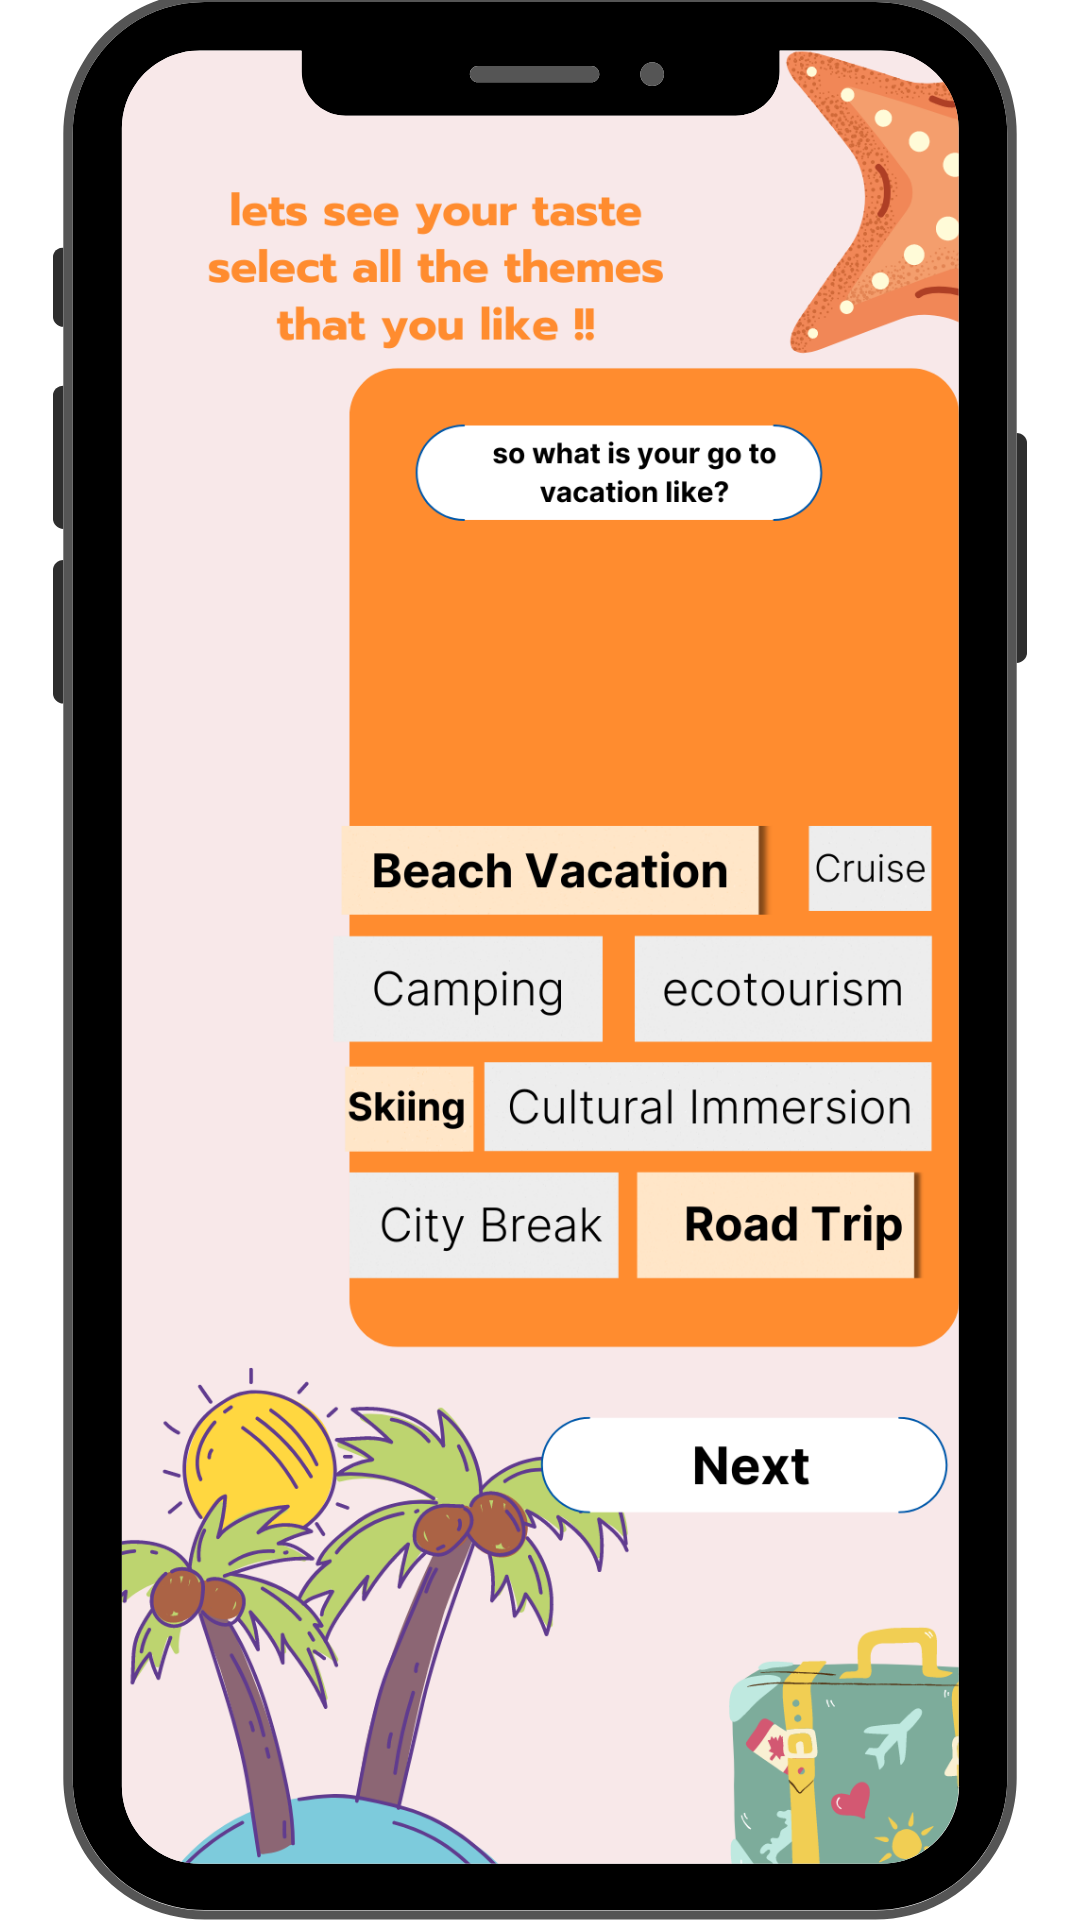 lets see your taste
select all the themes
that you like !!
so what is your go to
vacation like?
Beach Vacation
Cruise
Camping
ecotourism
Skiing
Cultural Immersion
City Break
Road Trip
Next